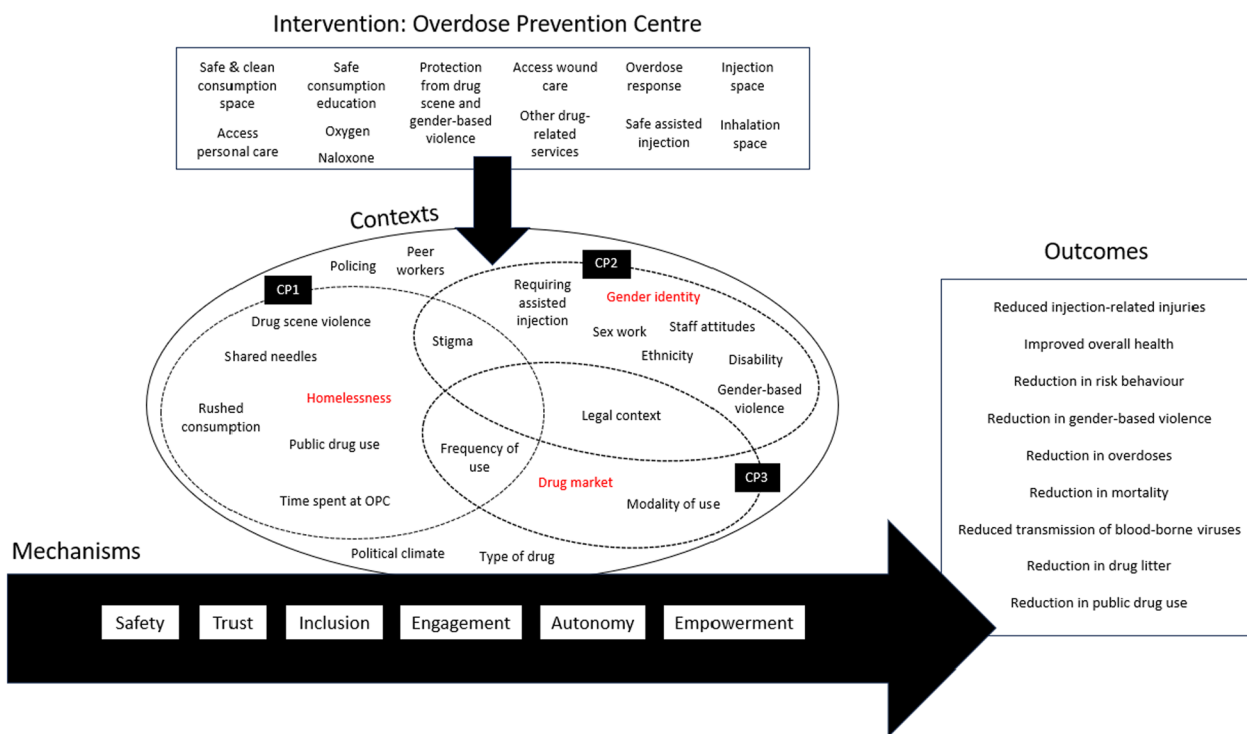 Intervention: Overdose Prevention Centre
Safe & clean
consumption
space
Access
personal care
Safe
consumption
education
Oxygen
Naloxone
Protection
from drug
scene and
gender-based
violence
Access wound
care
Other drug-
related
services
Overdose
response
Safe assisted
injection
Injection
space
Inhalation
space
Contexts
Policing
Peer
workers
CP1
Drug scene violence
Shared needles
Homelessness
Rushed
consumption
Public drug use
Time spent at OPC
Stigma
Frequency of
use
CP2
Requiring
assisted
injection
Gender identity
Sex work
Staff attitudes
Ethnicity
Disability
Gender-based
violence
Legal context
CP3
Drug market
Modality of use
Political climate
Type of drug
Mechanisms
Safety
Trust
Inclusion
Engagement
Autonomy
Empowerment
Outcomes
Reduced injection-related injuries
Improved overall health
Reduction in risk behaviour
Reduction in gender-based violence
Reduction in overdoses
Reduction in mortality
Reduced transmission of blood-borne viruses
Reduction in drug litter
Reduction in public drug use